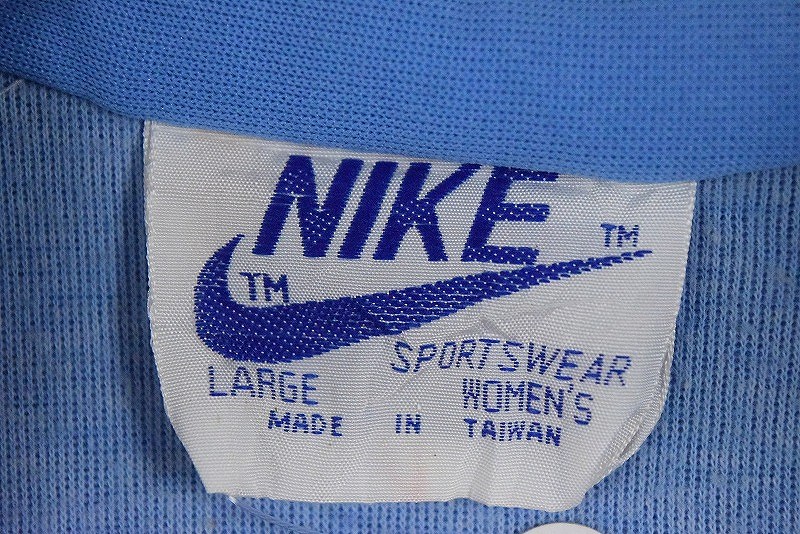 NIKE
TM
TM
SPORTSWEAR
LARGE WOMEN'S
MADE IN TAIWAN